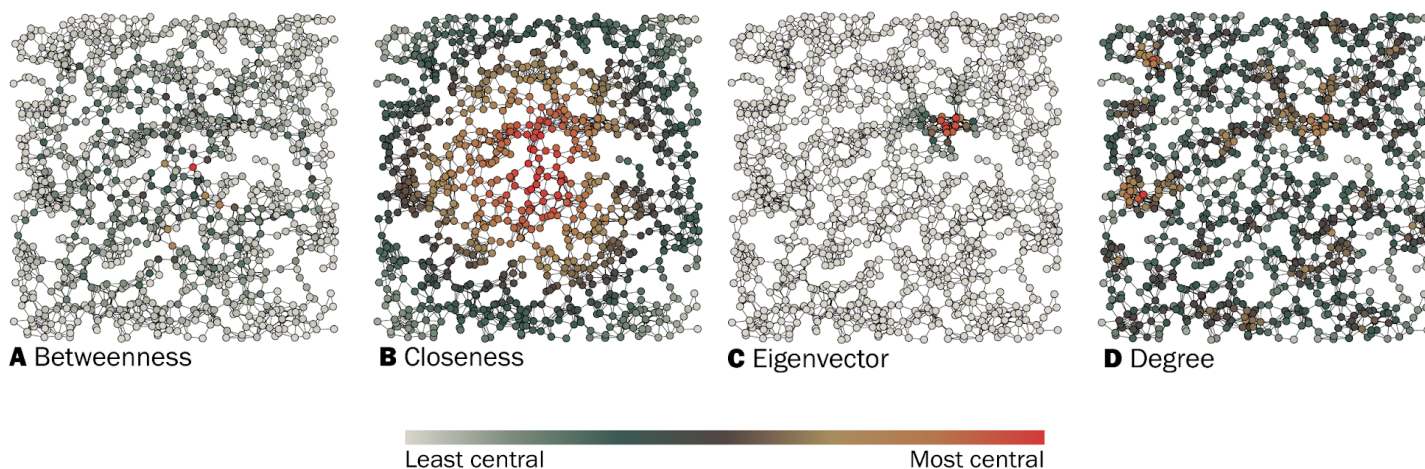 A Betweenness
B Closeness
C Eigenvector
D Degree
Least central
Most central